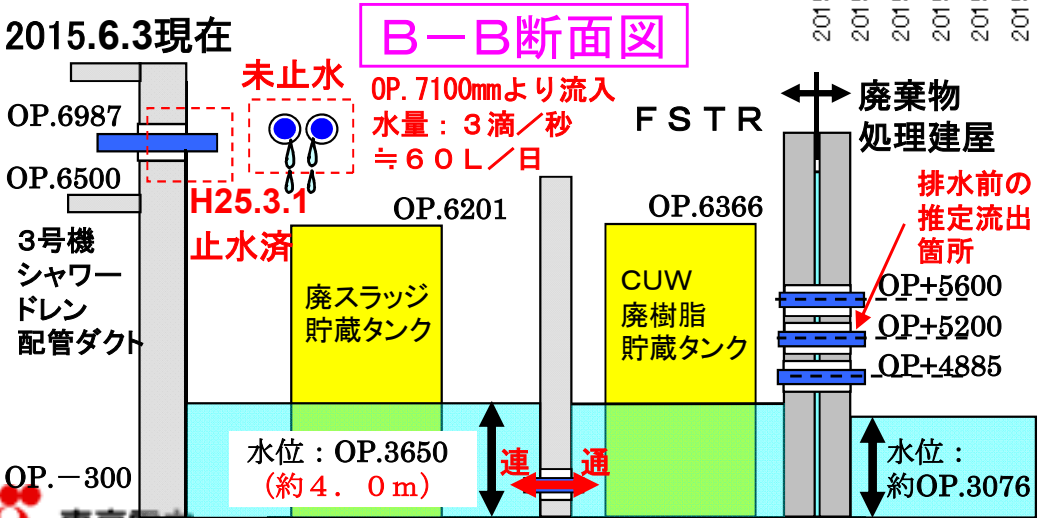 2015.6.3現在
B－B断面図
未止水
OP.7100mmより流入
水量：３滴／秒
≒６０Ｌ／日
ＦＳＴＲ
廃棄物
処理建屋
OP.6987
OP.6500
H25.3.1
止水済
３号機
シャワー
ドレン
配管ダクト
OP.6201
廃スラッジ
貯蔵タンク
OP.6366
CUW
廃樹脂
貯蔵タンク
排水前の
推定流出
箇所
OP+5600
OP+5200
OP+4885
水位：OP.3650
(約４．０ｍ)
連 通
水位：
約OP.3076
OP.－300